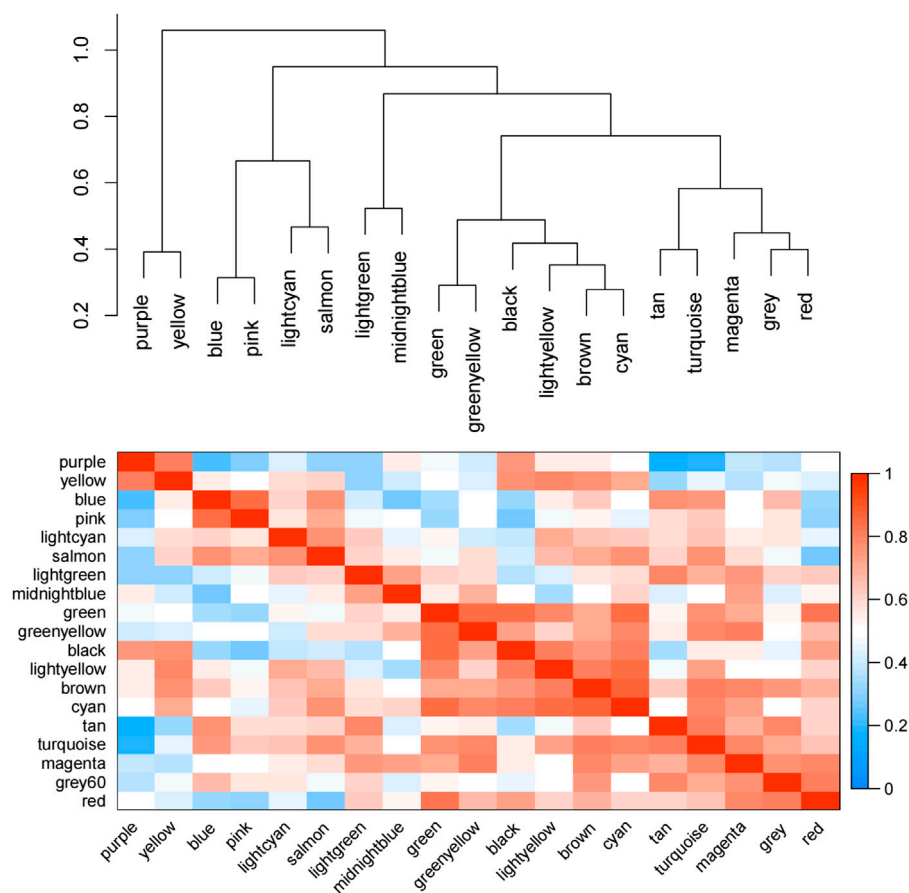 1.0
0.8
0.6
0.4
0.2
purple
yellow
blue
pink
lightcyan
salmon
lightgreen
midnightblue
green
greenyellow
black
lightyellow
brown
cyan
tan
turquoise
magenta
grey
red
purple
yellow
blue
pink
lightcyan
salmon
lightgreen
midnightblue
green
greenyellow
black
lightyellow
brown
cyan
tan
turquoise
magenta
grey60
red
1
0.8
0.6
0.4
0.2
0
purple
yellow
blue
pink
lightcyan
salmon
lightgreen
midnightblue
green
greenyellow
black
lightyellow
brown
cyan
tan
turquoise
magenta
grey
red